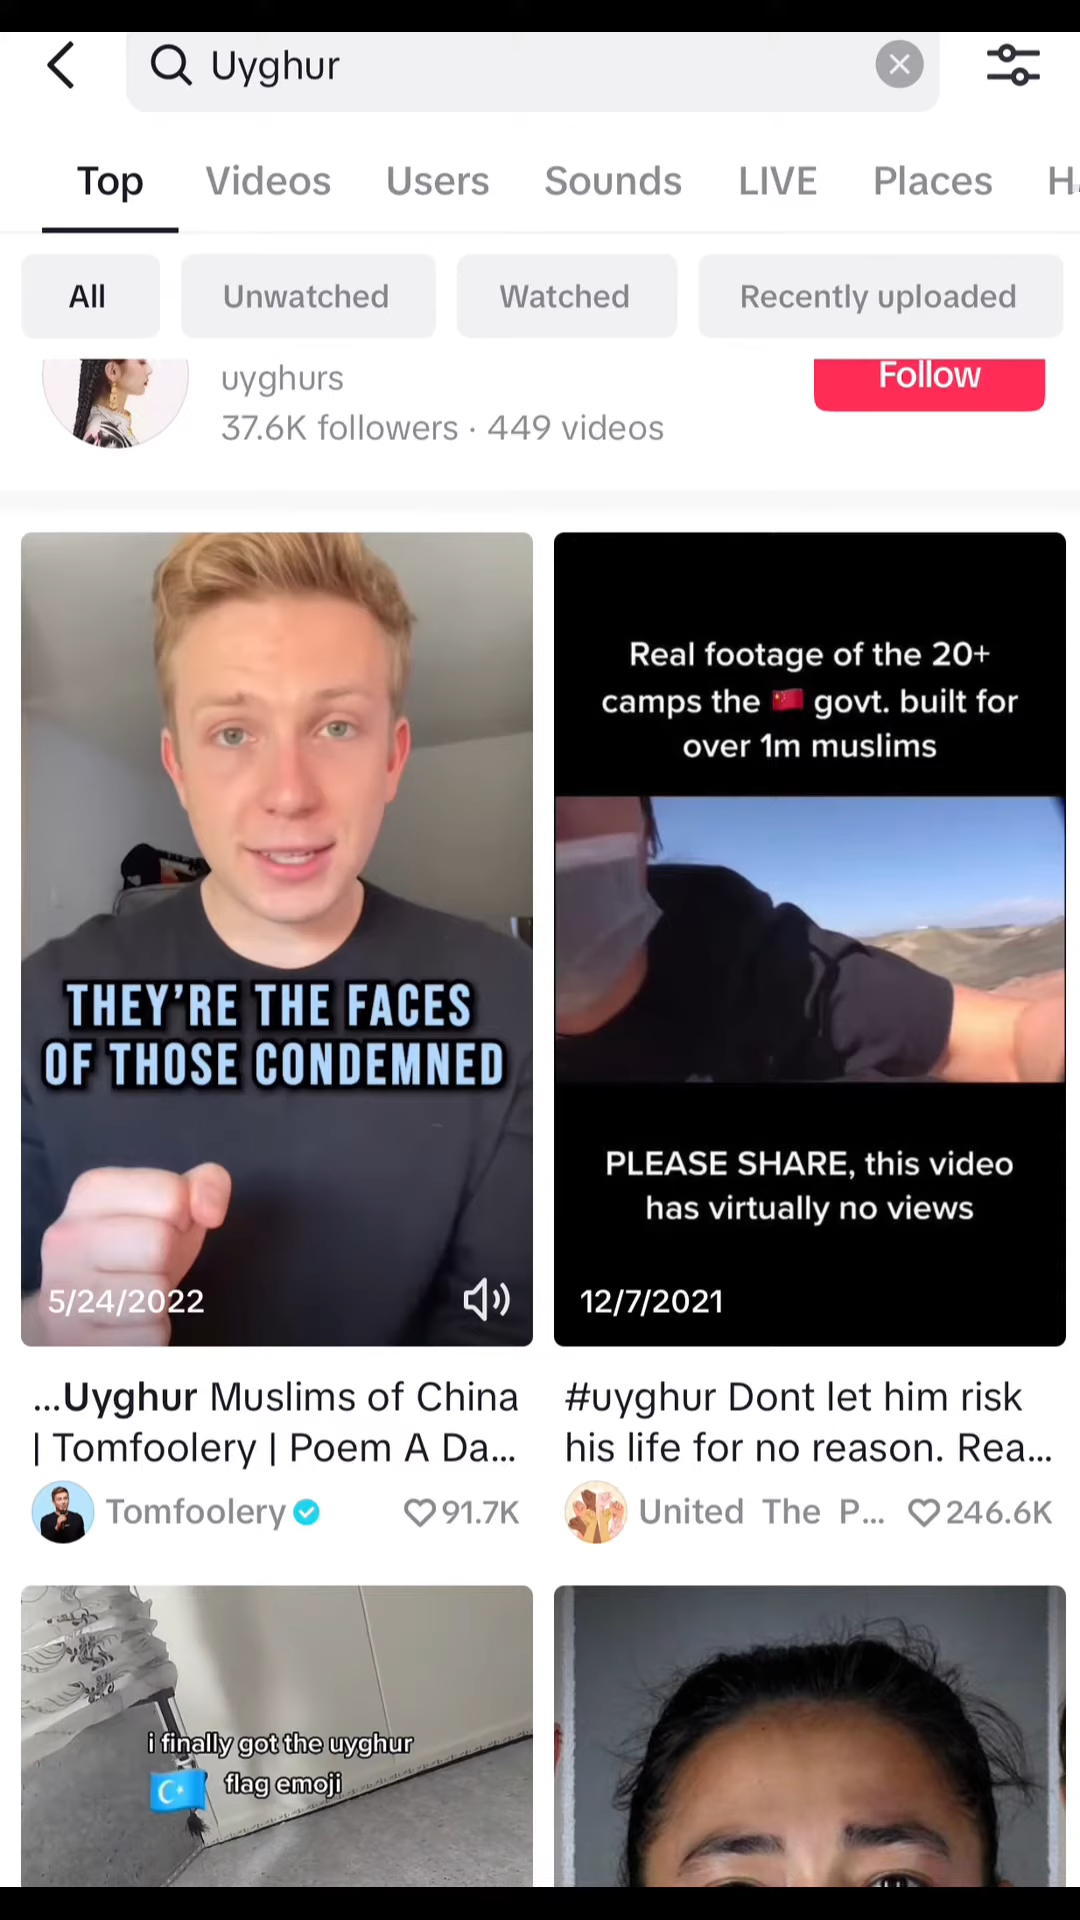 Uyghur
Top Videos Users Sounds LIVE Places
All Unwatched Watched Recently uploaded
uyghurs
37.6K followers · 449 videos
Follow
THEY'RE THE FACES
OF THOSE CONDEMNED
5/24/2022
...Uyghur Muslims of China
| Tomfoolery | Poem A Da...
Tomfoolery 91.7K
Real footage of the 20+
camps the 🇨🇳 govt. built for
over 1m muslims
PLEASE SHARE, this video
has virtually no views
12/7/2021
#uyghur Dont let him risk
his life for no reason. Rea...
United The P... 246.6K
i finally got the uyghur
flag emoji